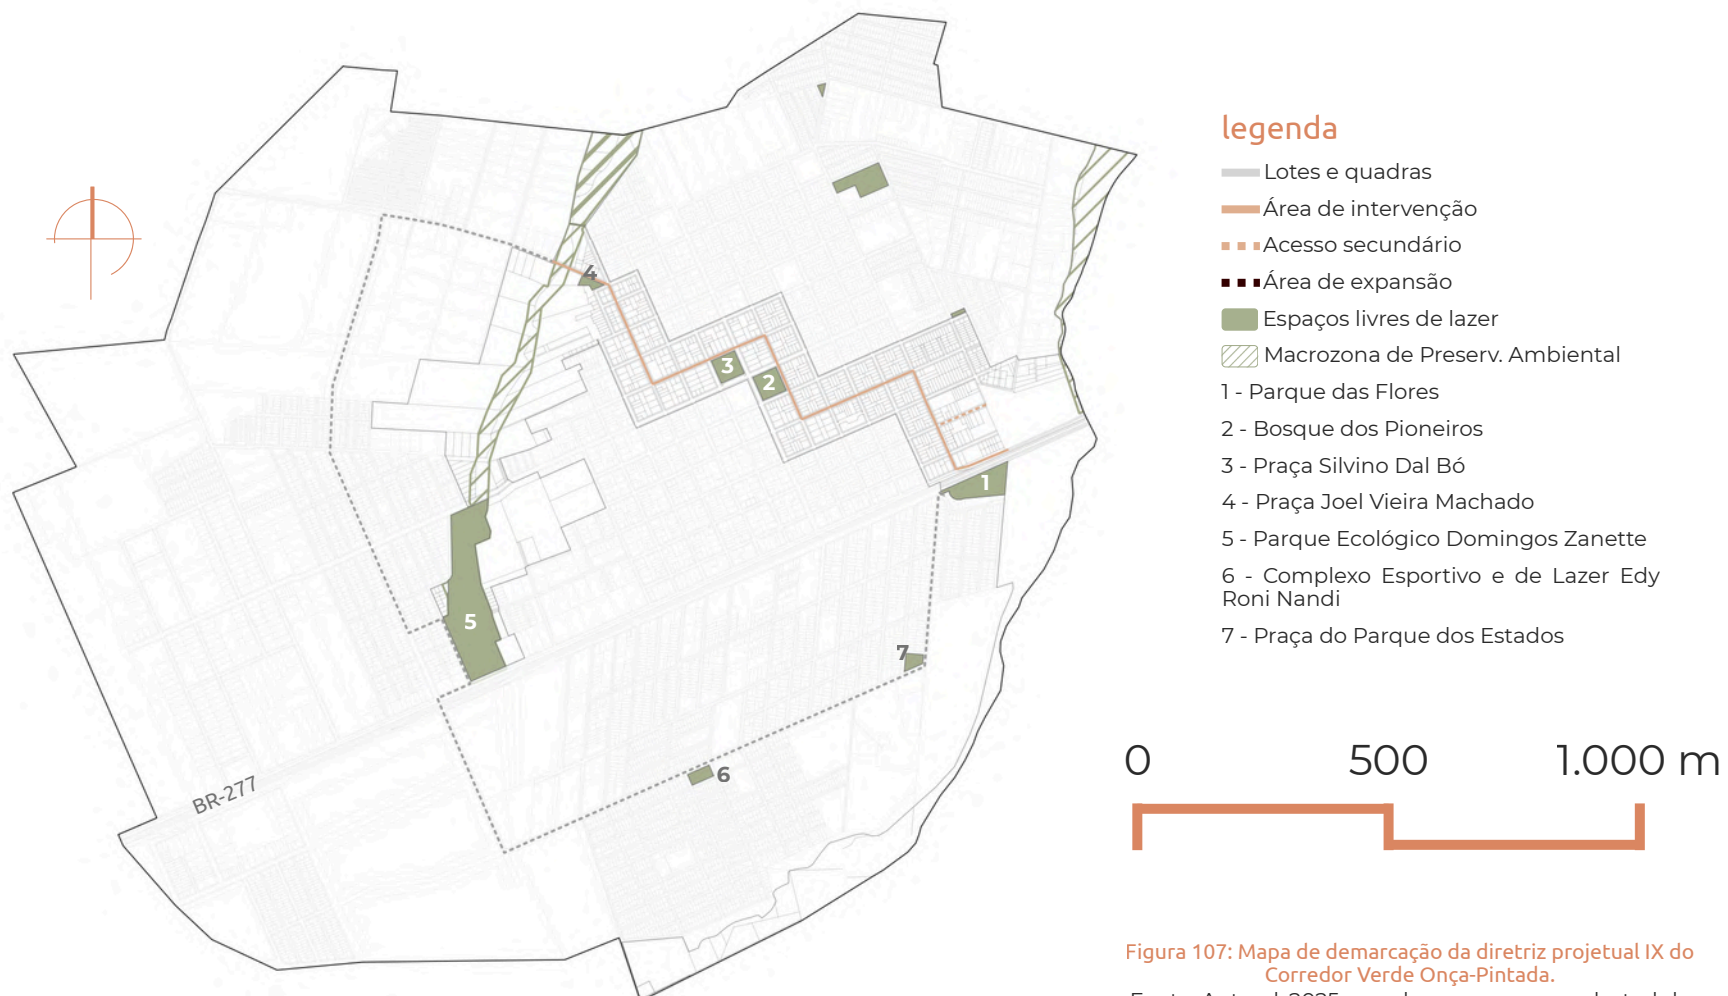 legenda
Lotes e quadras
Área de intervenção
Acesso secundário
Área de expansão
Espaços livres de lazer
Macrozona de Preserv. Ambiental
1 - Parque das Flores
2 - Bosque dos Pioneiros
3 - Praça Silvino Dal Bó
4 - Praça Joel Vieira Machado
5 - Parque Ecológico Domingos Zanette
6 - Complexo Esportivo e de Lazer Edy
Roni Nandi
7 - Praça do Parque dos Estados
4
3
2
1
5
7
6
BR-277
0 500 1.000 m
Figura 107: Mapa de demarcação da diretriz projetual IX do
Corredor Verde Onça-Pintada.